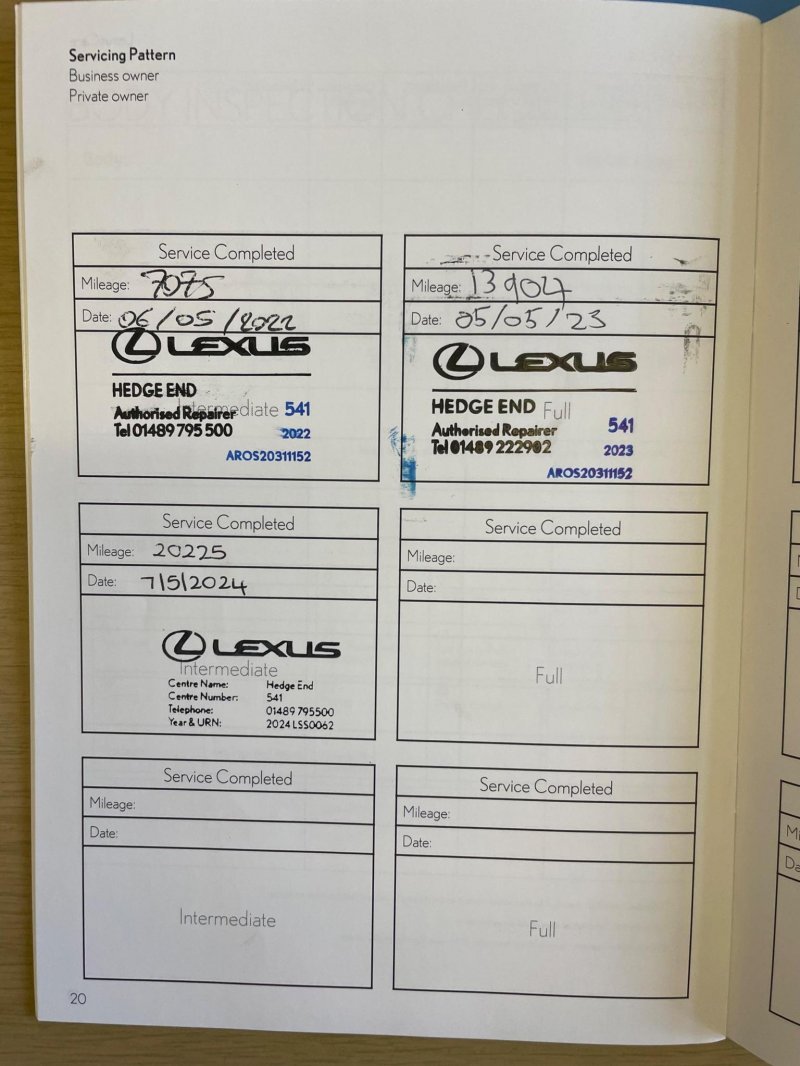 Servicing Pattern
Business owner
Private owner
Service Completed
Mileage: 7075
Date: 06/05/2022
LEXUS
HEDGE END
Intermediate
Authorised Repairer 541
Tel 01489 795 500 2022
AROS20311152
Service Completed
Mileage: 13904
Date: 05/05/23
LEXUS
HEDGE END Full
Authorised Repairer 541
Tel 01489 222902 2023
AROS20311152
Service Completed
Mileage: 20225
Date: 7/5/2024
LEXUS
Intermediate
Centre Name: Hedge End
Centre Number: 541
Telephone: 01489 795500
Year & URN: 2024 LSS0062
Service Completed
Mileage:
Date:
Full
Service Completed
Mileage:
Date:
Intermediate
Service Completed
Mileage:
Date:
Full
20